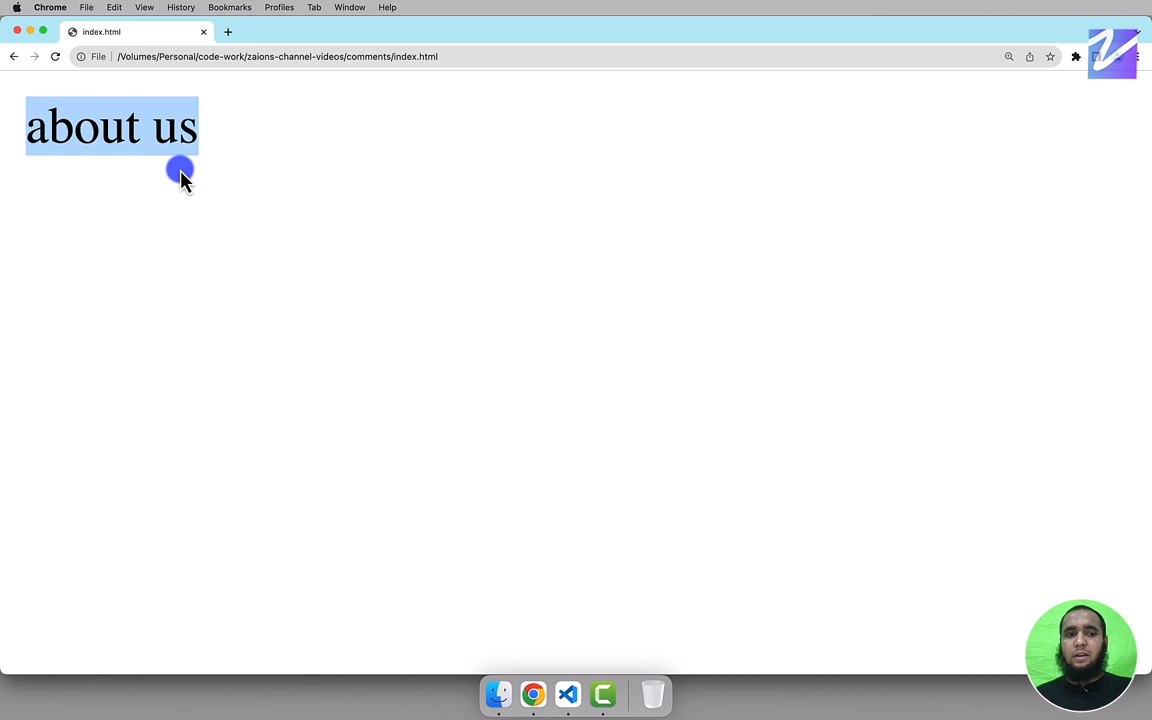 Chrome File Edit View History Bookmarks Profiles Tab Window Help
index.html
File /Volumes/Personal/code-work/zaions-channel-videos/comments/index.html
about us